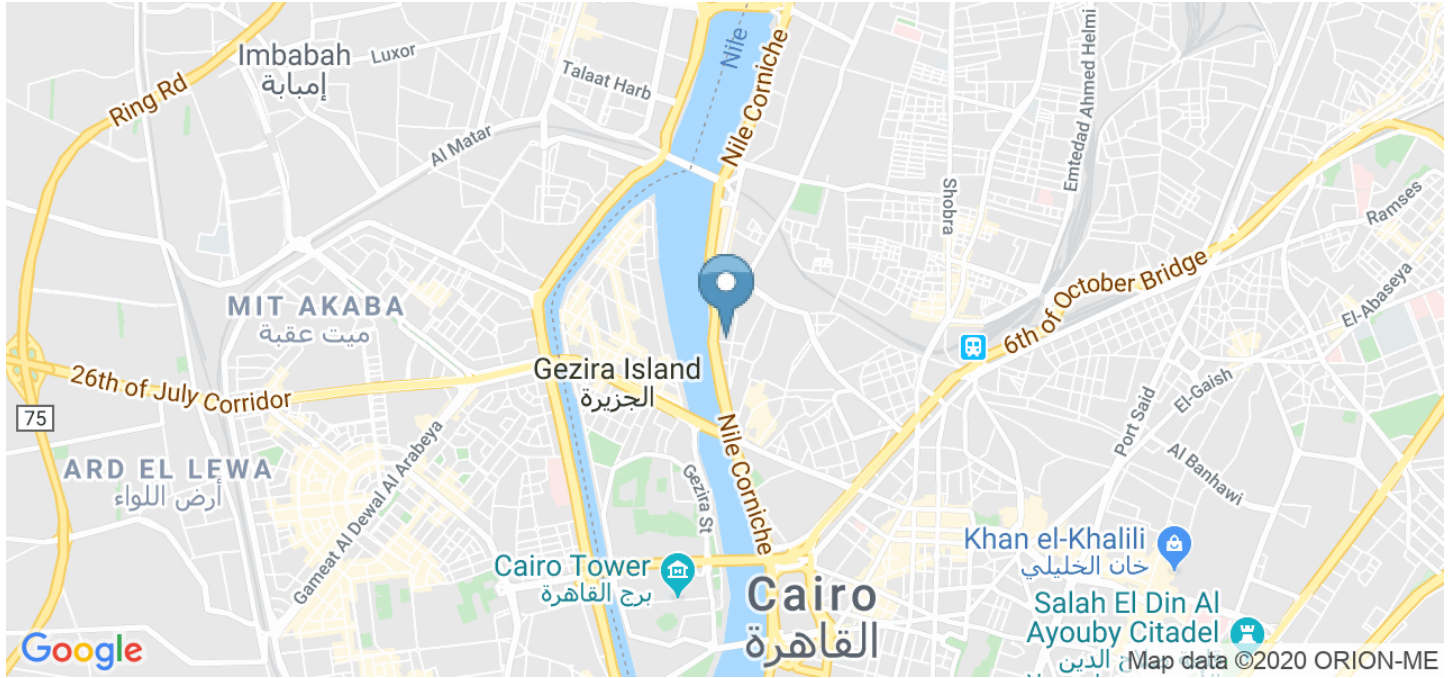 Imbabah
إمبابة
Luxor
Talaat Harb
Nile
Nile Corniche
Ring Rd
Al Matar
Emtedad Ahmed Helmi
Shobra
Ramses
6th of October Bridge
El-Abaseya
MIT AKABA
ميت عقبة
26th of July Corridor
Gezira Island
الجزيرة
75
El-Gaish
Port Said
Nile Corniche
ARD EL LEWA
أرض اللواء
Gameat Al Dewal Al Arabeya
Gezira St
Al Banhawi
Khan el-Khalili
خان الخليلي
Cairo Tower
برج القاهرة
Cairo
القاهرة
Salah El Din Al
Ayouby Citadel
الدين
Google
Map data ©2020 ORION-ME